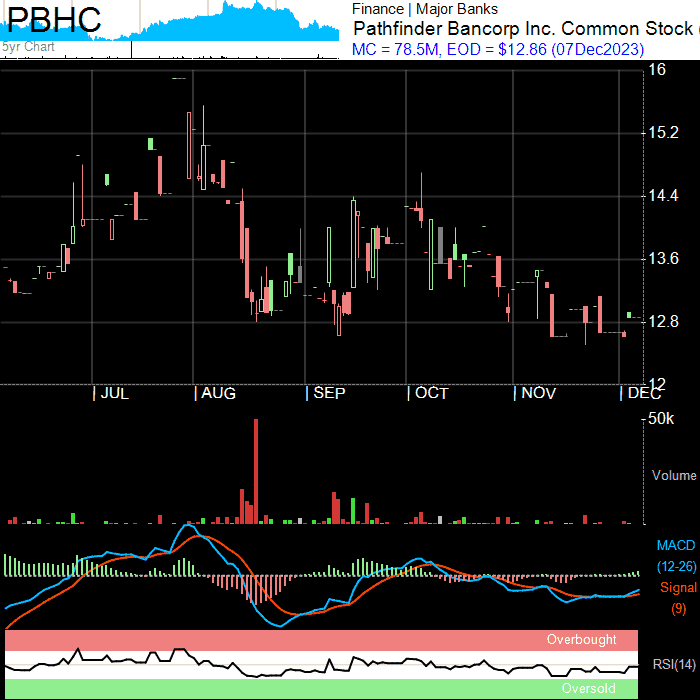 PBHC
5yr Chart
Finance | Major Banks
Pathfinder Bancorp Inc. Common Stock (
MC = 78.5M, EOD = $12.86 (07Dec2023)
16
15.2
14.4
13.6
12.8
12
| JUL | AUG | SEP | OCT | NOV | DEC
50k
Volume
MACD
(12-26)
Signal
(9)
Overbought
RSI(14)
Oversold